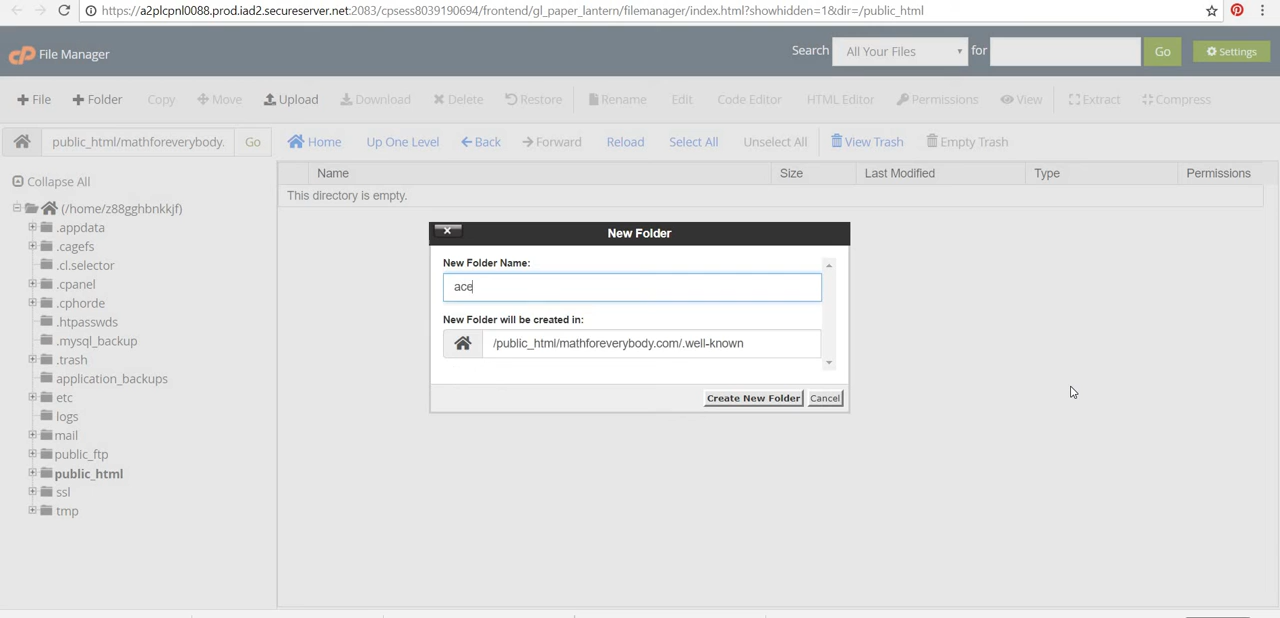 https://a2plcpnl0088.prod.iad2.secureserver.net:2083/cpsess8039190694/frontend/gl_paper_lantern/filemanager/index.html?showhidden=1&dir=/public_html
cP File Manager Search All Your Files for Go Settings
File Folder Copy Move Upload Download Delete Restore Rename Edit Code Editor HTML Editor Permissions View Extract Compress
public_html/mathforeverybody. Go Home Up One Level Back Forward Reload Select All Unselect All View Trash Empty Trash
Collapse All
Name Size Last Modified Type Permissions
This directory is empty.
(/home/z88gghbnkkjf)
.appdata
.cagefs
.cl.selector
.cpanel
.cphorde
.htpasswds
.mysql_backup
.trash
application_backups
etc
logs
mail
public_ftp
public_html
ssl
tmp
New Folder
New Folder Name:
ace
New Folder will be created in:
/public_html/mathforeverybody.com/.well-known
Create New Folder Cancel